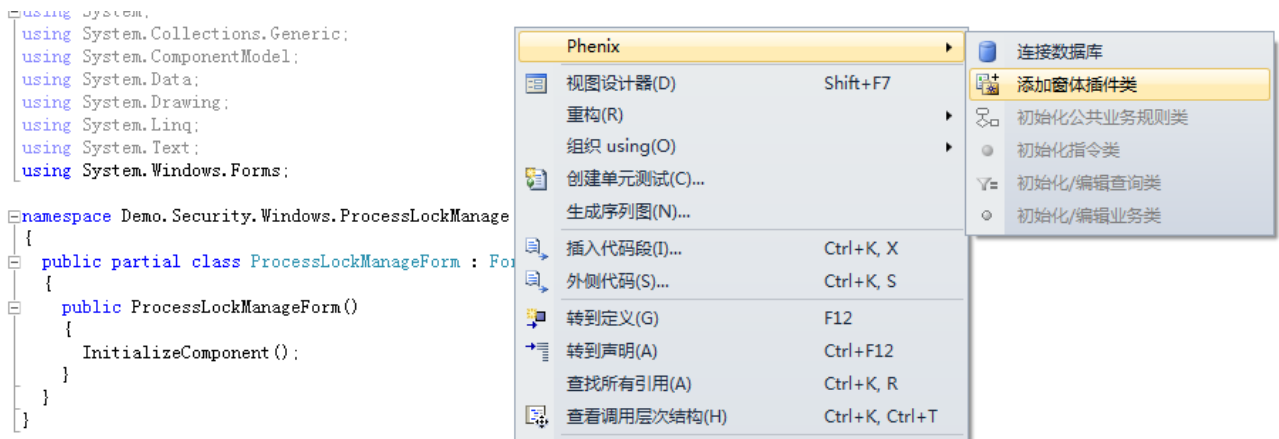 using System;
using System.Collections.Generic;
using System.ComponentModel;
using System.Data;
using System.Drawing;
using System.Linq;
using System.Text;
using System.Windows.Forms;
namespace Demo.Security.Windows.ProcessLockManage
{
public partial class ProcessLockManageForm : For
{
public ProcessLockManageForm()
{
InitializeComponent();
}
}
}
Phenix
视图设计器(D) Shift+F7
重构(R)
组织 using(O)
创建单元测试(C)...
生成序列图(N)...
插入代码段(I)... Ctrl+K, X
外侧代码(S)... Ctrl+K, S
转到定义(G) F12
转到声明(A) Ctrl+F12
查找所有引用(A) Ctrl+K, R
查看调用层次结构(H) Ctrl+K, Ctrl+T
连接数据库
添加窗体插件类
初始化公共业务规则类
初始化指令类
初始化/编辑查询类
初始化/编辑业务类